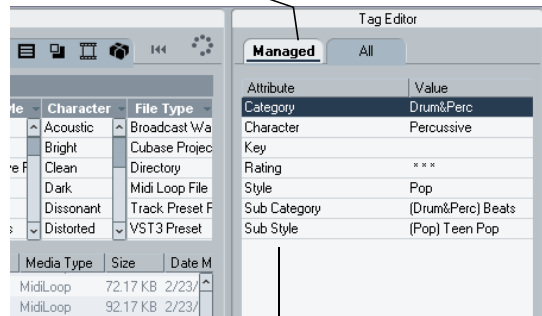 Tag Editor
Managed All
Attribute Value
Category Drum&Perc
Character Percussive
Key
Rating * * *
Style Pop
Sub Category (Drum&Perc) Beats
Sub Style (Pop) Teen Pop
Character File Type
Acoustic Broadcast Wa
Bright Cubase Projec
Clean Directory
Dark Midi Loop File
Dissonant Track Preset F
Distorted VST3 Preset
Media Type Size Date M
MidiLoop 72.17 KB 2/23/
MidiLoop 92.17 KB 2/23/